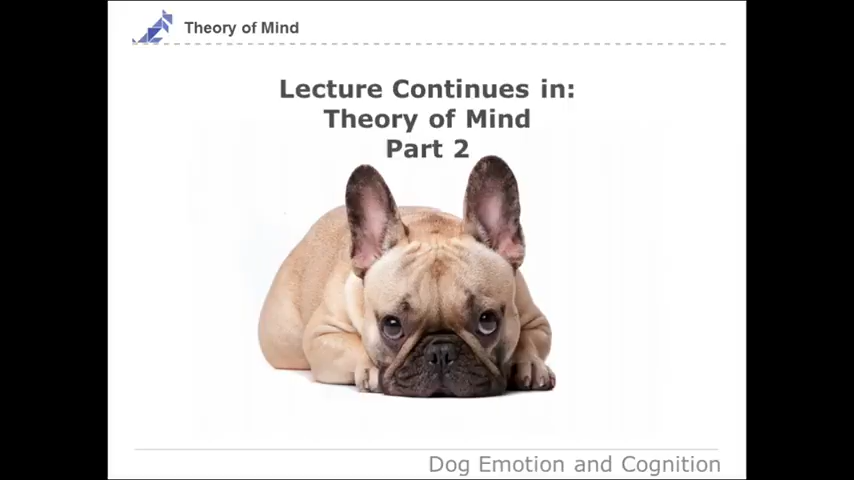 Theory of Mind
Lecture Continues in:
Theory of Mind
Part 2
Dog Emotion and Cognition